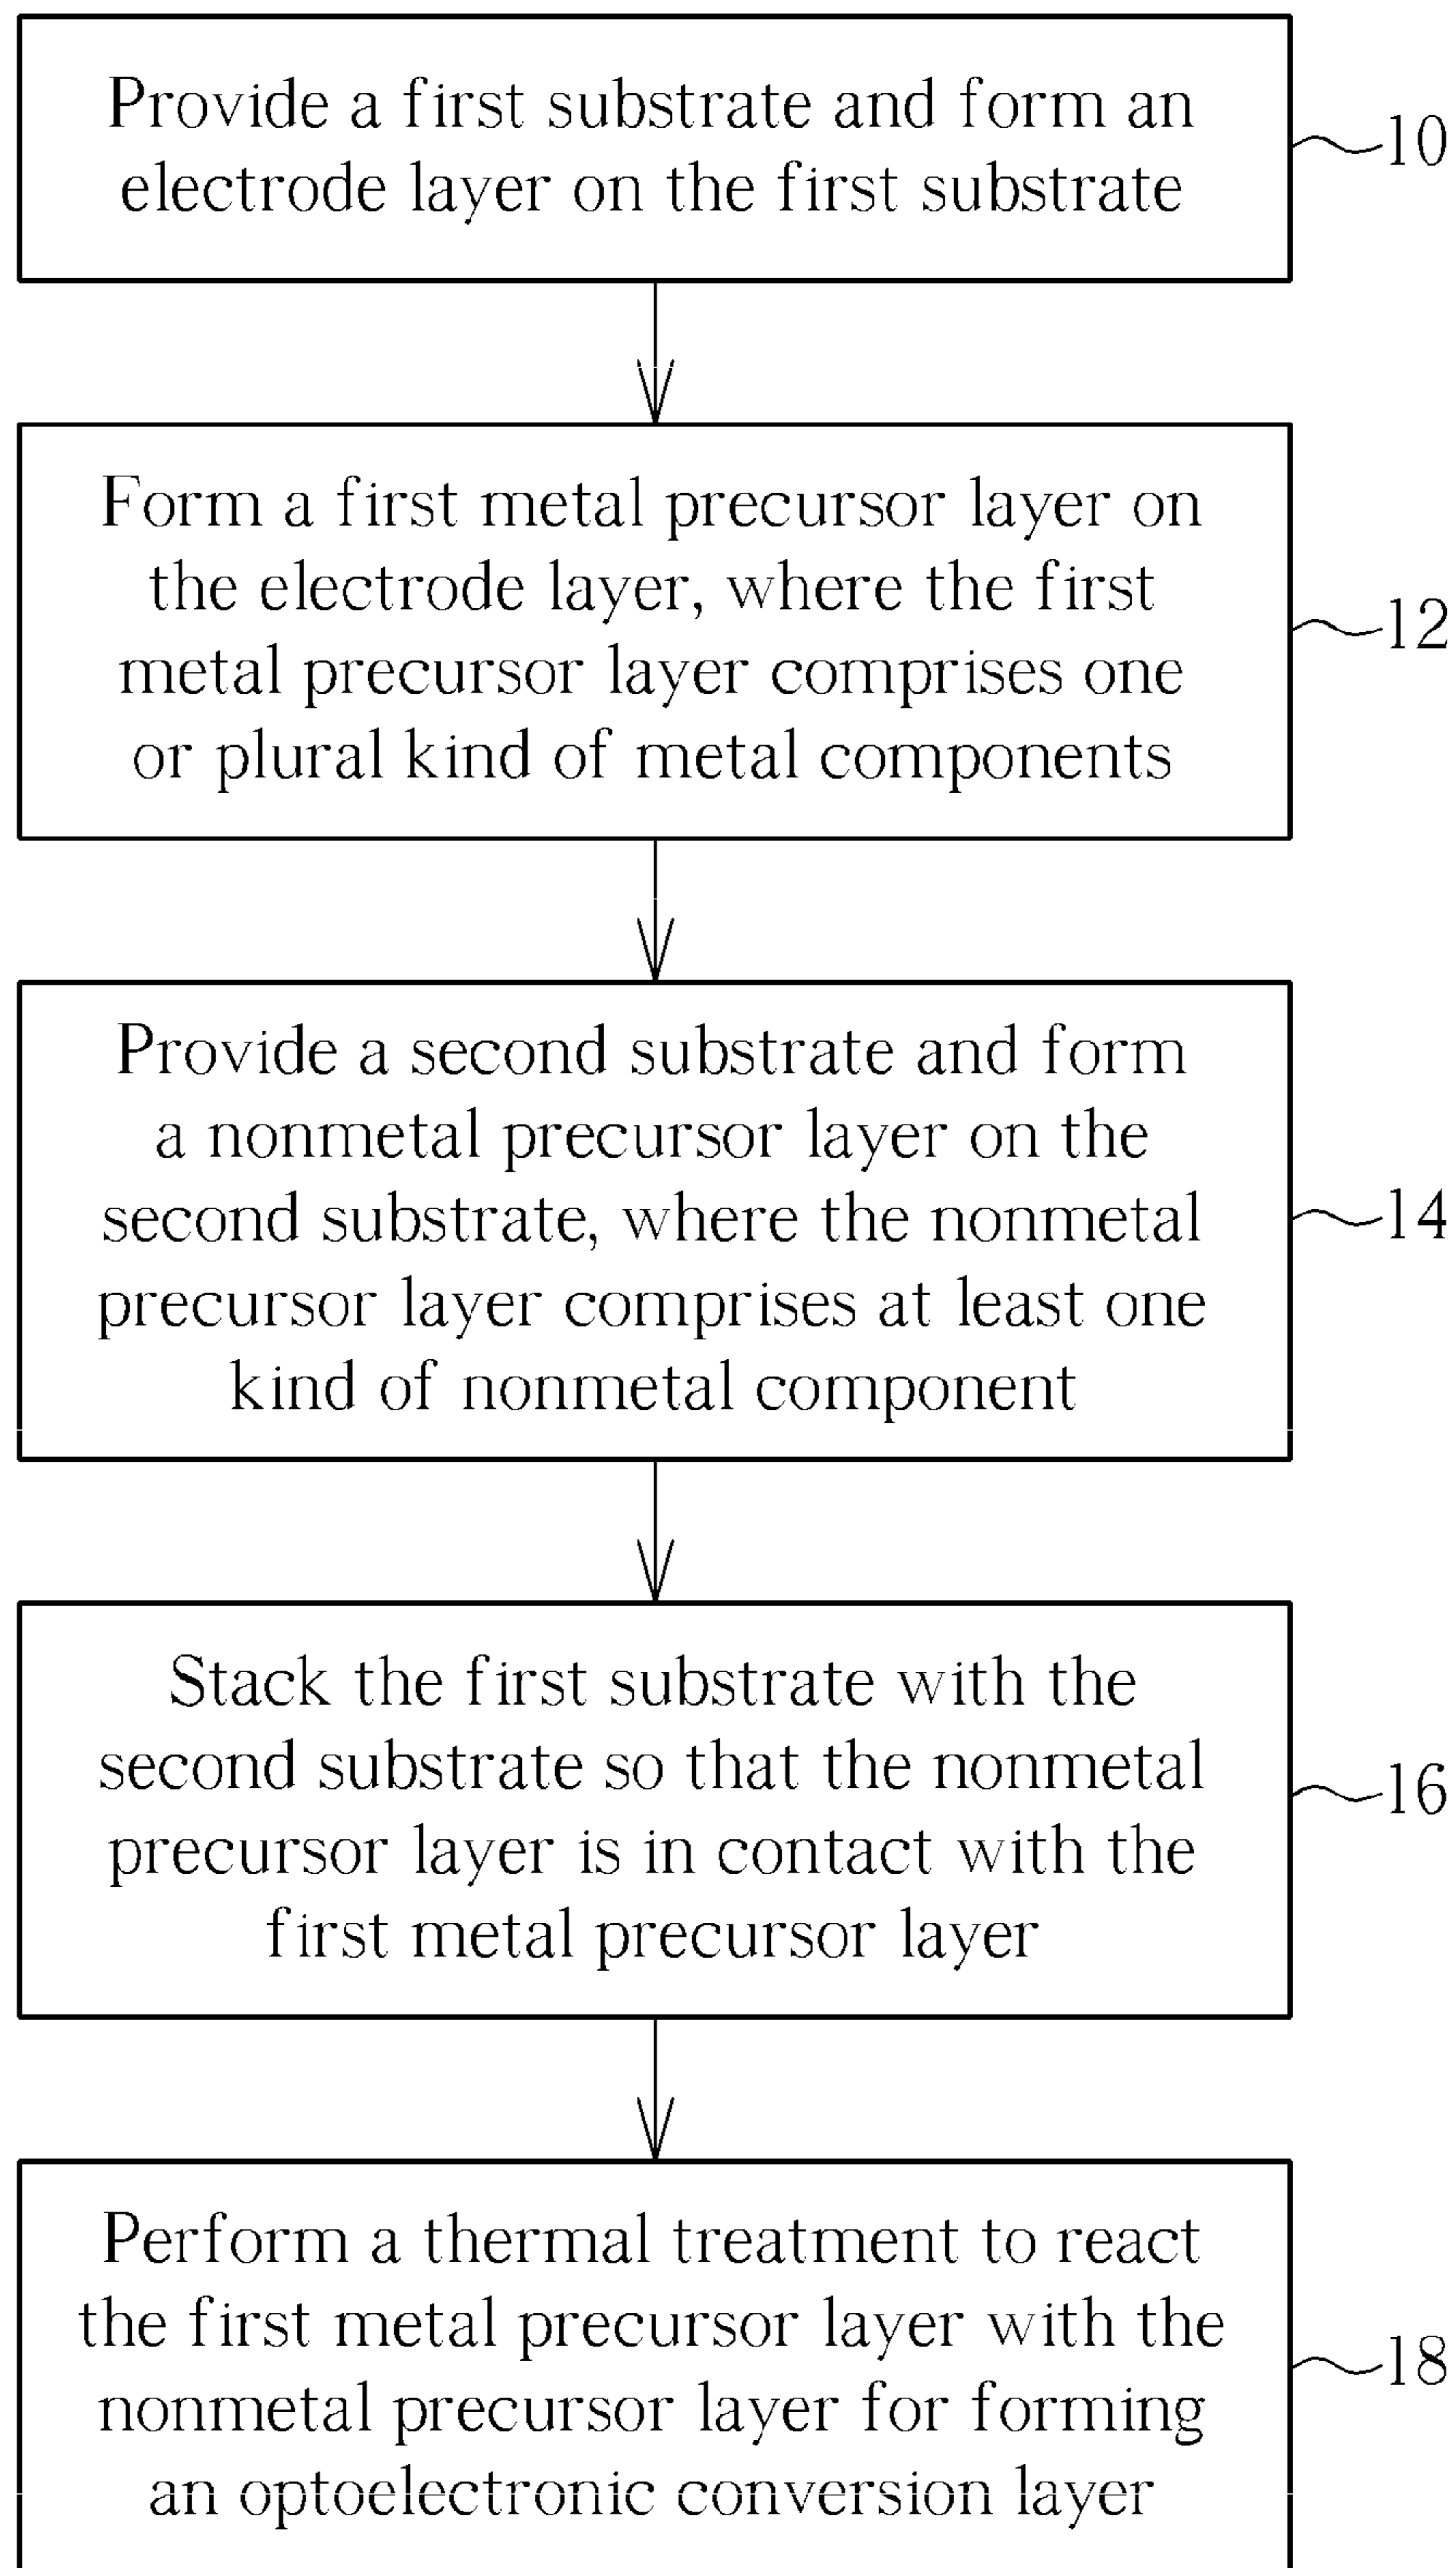 Provide a first substrate and form an
electrode layer on the first substrate
10
Form a first metal precursor layer on
the electrode layer, where the first
metal precursor layer comprises one
or plural kind of metal components
12
Provide a second substrate and form
a nonmetal precursor layer on the
second substrate, where the nonmetal
precursor layer comprises at least one
kind of nonmetal component
14
Stack the first substrate with the
second substrate so that the nonmetal
precursor layer is in contact with the
first metal precursor layer
16
Perform a thermal treatment to react
the first metal precursor layer with the
nonmetal precursor layer for forming
an optoelectronic conversion layer
18